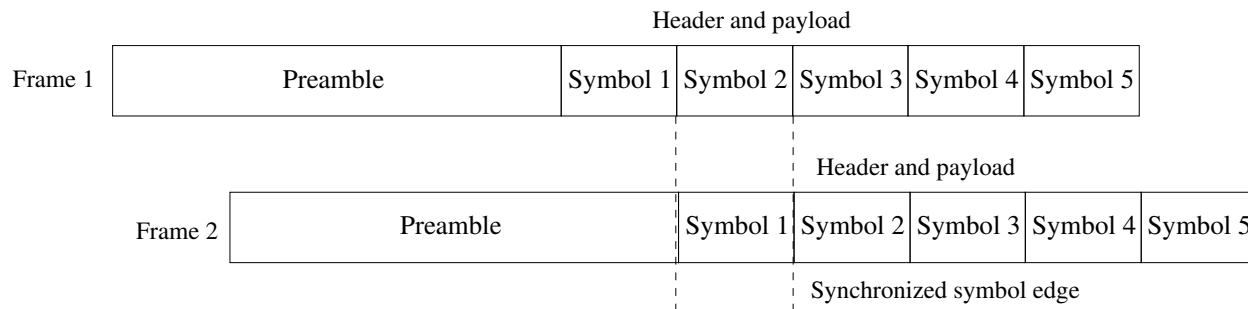 Header and payload
Frame 1 Preamble Symbol 1 Symbol 2 Symbol 3 Symbol 4 Symbol 5
Header and payload
Frame 2 Preamble Symbol 1 Symbol 2 Symbol 3 Symbol 4 Symbol 5
Synchronized symbol edge